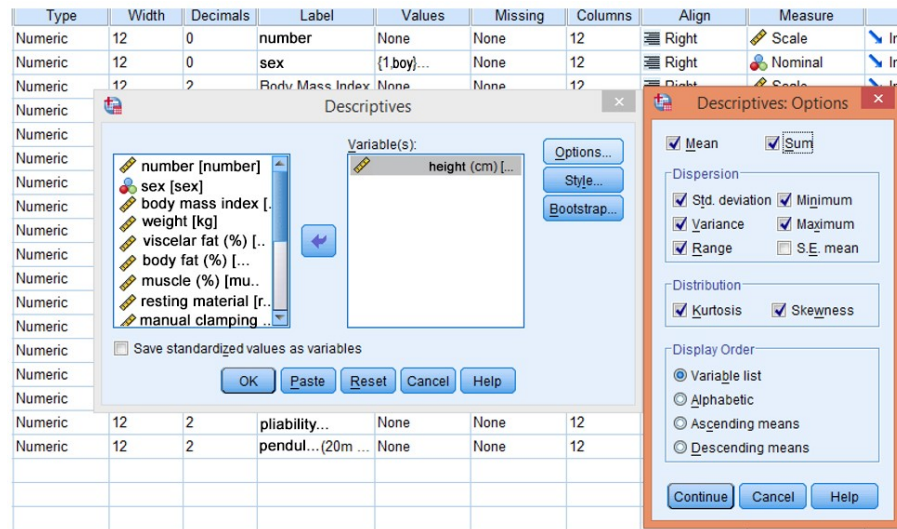 Type Width Decimals Label Values Missing Columns Align Measure
Numeric 12 0 number None None 12 Right Scale
Numeric 12 0 sex {1,boy}... None 12 Right Nominal
Numeric 12 2 Body Mass Index None None 12 Right Scale
Numeric
Numeric
Numeric
Numeric
Numeric
Numeric
Numeric
Numeric
Numeric
Numeric
Numeric
Numeric
Numeric
Numeric 12 2 pliability... None None 12
Numeric 12 2 pendul...(20m ... None None 12
Descriptives
number [number]
sex [sex]
body mass index [.
weight [kg]
viscelar fat (%) [..
body fat (%) [...
muscle (%) [mu..
resting material [r..
manual clamping ..
Variable(s):
height (cm) [...
Options...
Style...
Bootstrap...
Save standardized values as variables
OK Paste Reset Cancel Help
Descriptives: Options
Mean Sum
Dispersion
Std. deviation Minimum
Variance Maximum
Range S.E. mean
Distribution
Kurtosis Skewness
Display Order
Variable list
Alphabetic
Ascending means
Descending means
Continue Cancel Help